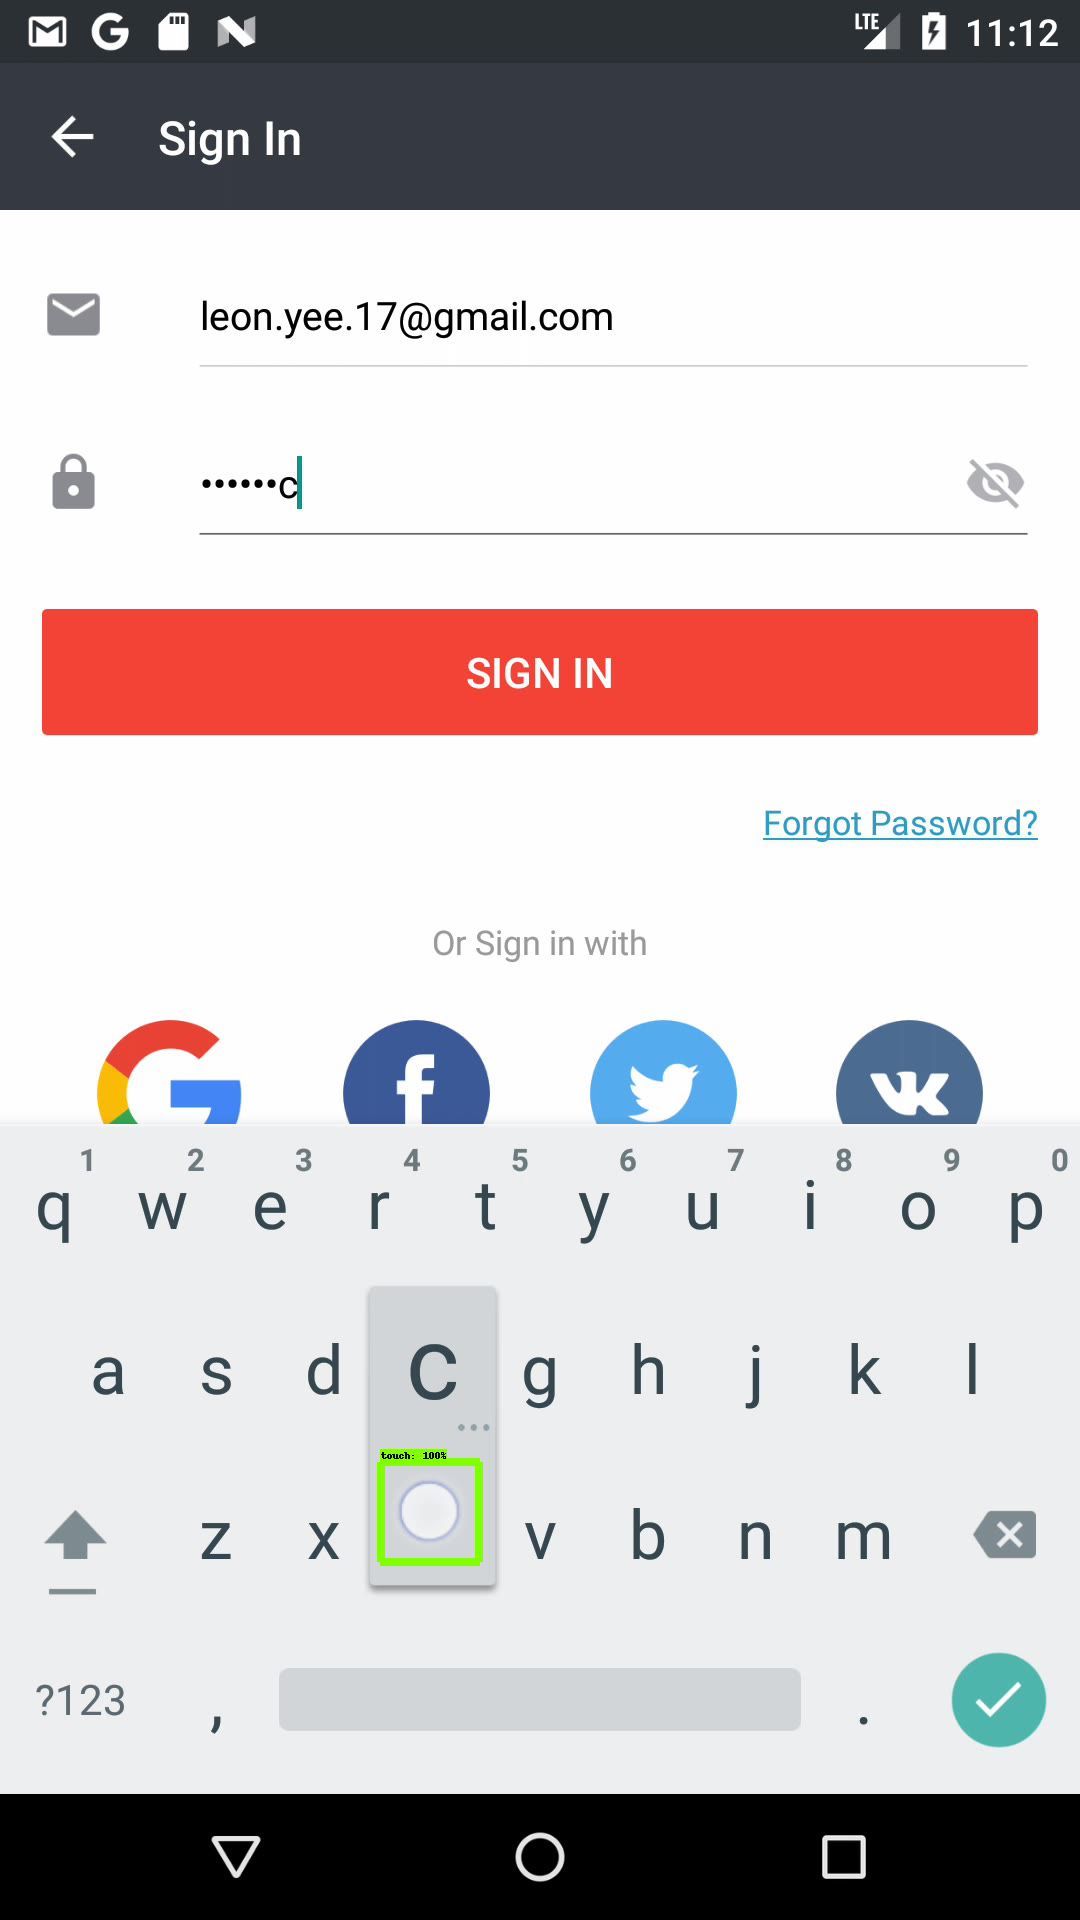 LTE 11:12
Sign In
leon.yee.17@gmail.com
••••••c
SIGN IN
Forgot Password?
Or Sign in with
1 2 3 4 5 6 7 8 9 0
q w e r t y u i o p
a s d c g h j k l
touch: 100%
z x v b n m
?123 , .